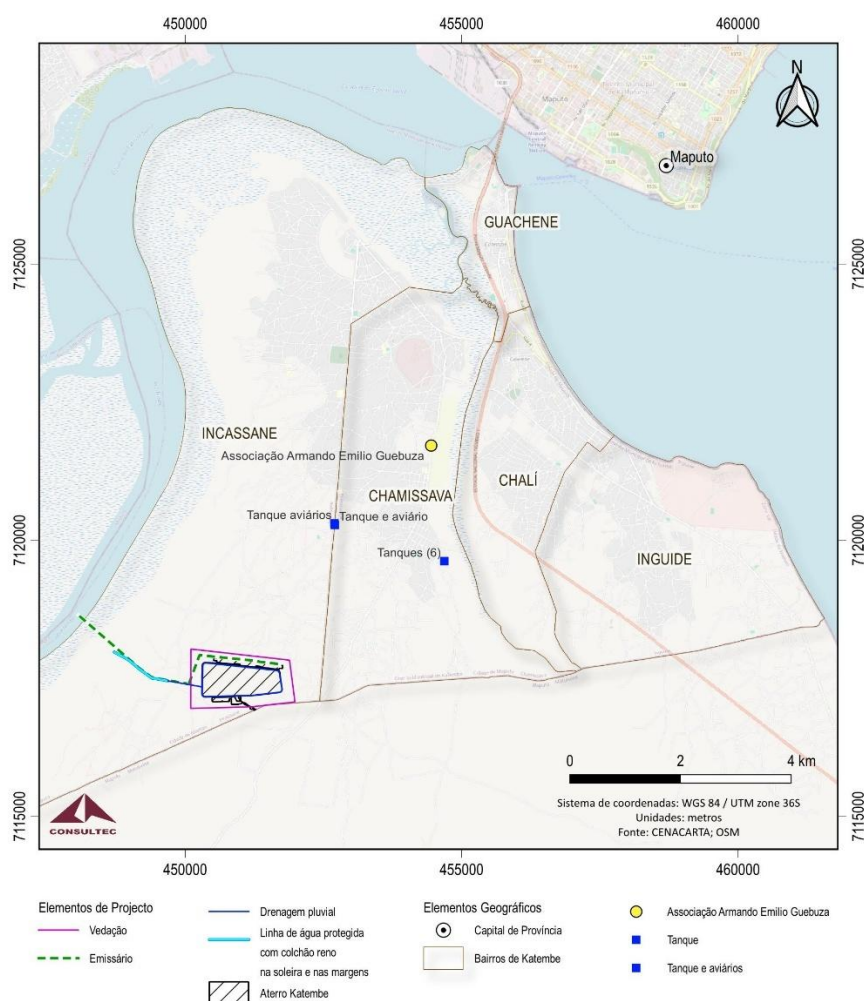 450000
455000
460000
N
Maputo
Maputo
GUACHENE
7125000
7125000
INCASSANE
Associação Armando Emilio Guebuza
CHAMISSAVA
CHALÍ
Tanque aviários
Tanque e aviário
7120000
7120000
Tanques (6)
INGUIDE
0
2
4 km
Sistema de coordenadas: WGS 84 / UTM zone 36S
Unidades: metros
Fonte: CENACARTA; OSM
7115000
7115000
CONSULTEC
450000
455000
460000
Elementos de Projecto
Vedação
Emissário
Drenagem pluvial
Linha de água protegida
com colchão reno
na soleira e nas margens
Aterro Katembe
Elementos Geográficos
Capital de Província
Bairros de Katembe
Associação Armando Emilio Guebuza
Tanque
Tanque e aviários